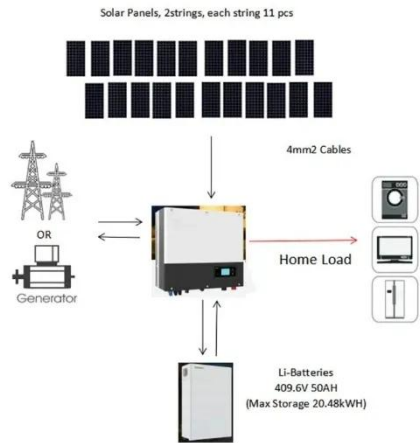 Solar Panels, 2strings, each string 11 pcs
4mm2 Cables
OR
Generator
Home Load
Li-Batteries
409.6V 50AH
(Max Storage 20.48kWH)